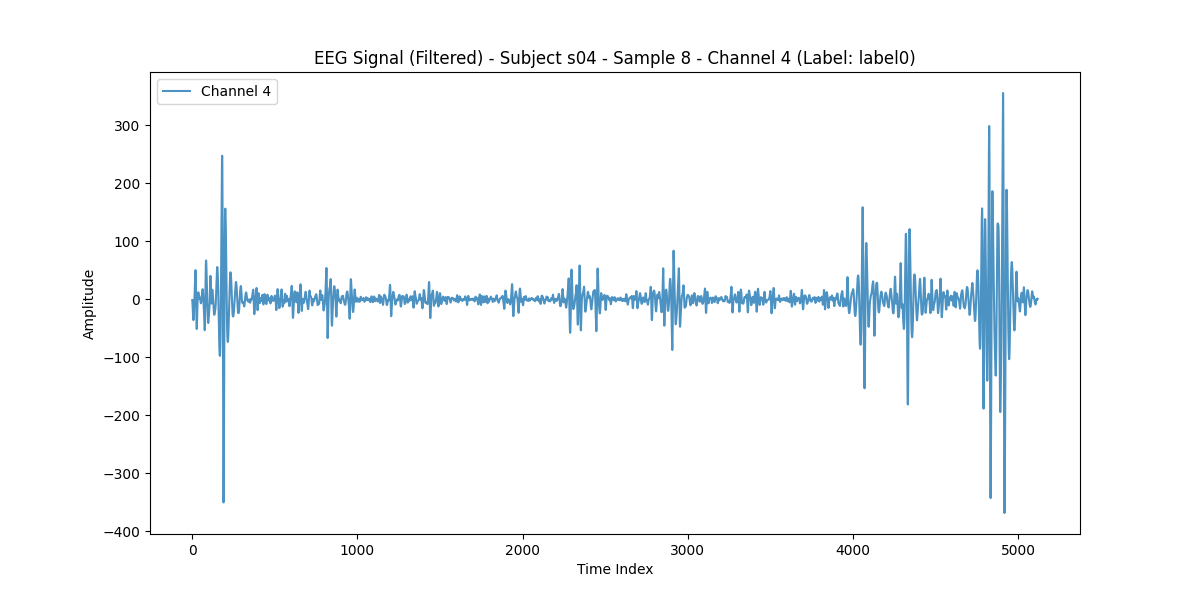 EEG Signal (Filtered) - Subject s04 - Sample 8 - Channel 4 (Label: label0)
Channel 4
300
200
100
0
−100
−200
−300
−400
Amplitude
0 1000 2000 3000 4000 5000
Time Index